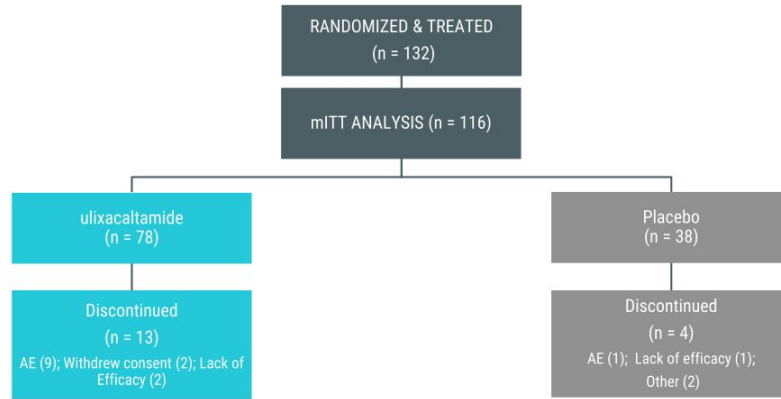 RANDOMIZED & TREATED
(n = 132)
mITT ANALYSIS (n = 116)
ulixacaltamide
(n = 78)
Placebo
(n = 38)
Discontinued
(n = 13)
AE (9); Withdrew consent (2); Lack of
Efficacy (2)
Discontinued
(n = 4)
AE (1); Lack of efficacy (1);
Other (2)